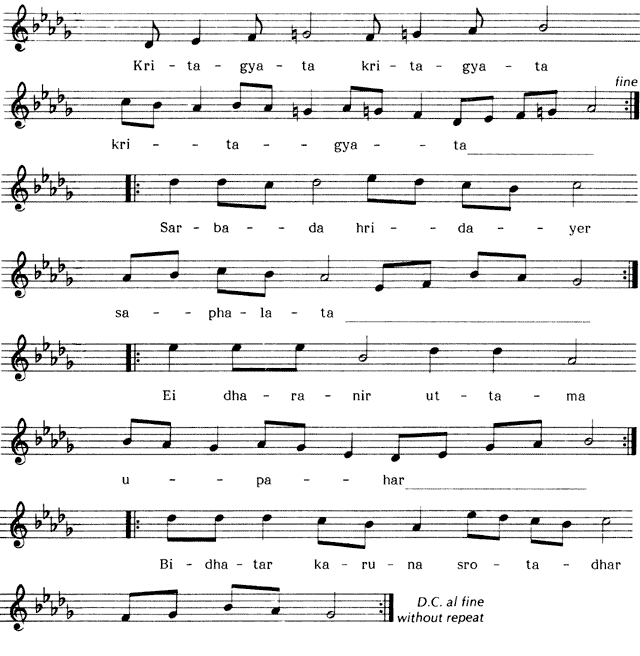 Kri - ta - gya - ta kri - ta - gya - ta
fine
kri - - ta - - gya - - ta
Sar - ba - - da hri - - da - - yer
sa - - pha - la - ta
Ei dha - ra - nir ut - ta - ma
u - - - pa - - har
Bi - dha - tar ka - ru - na sro - ta - dhar
D.C. al fine
without repeat